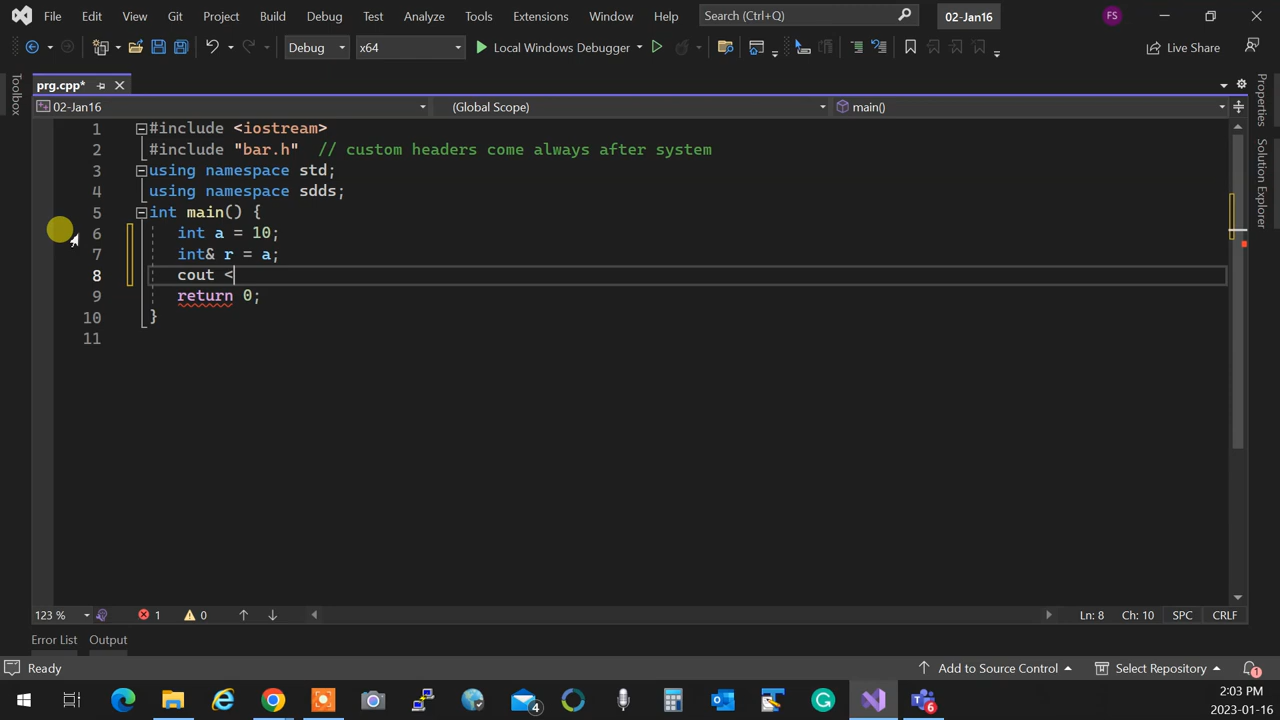 File Edit View Git Project Build Debug Test Analyze Tools Extensions Window Help Search (Ctrl+Q) 02-Jan16 FS
Debug x64 Local Windows Debugger Live Share
Toolbox
prg.cpp*
02-Jan16 (Global Scope) main()
1 #include <iostream>
2 #include "bar.h" // custom headers come always after system
3 using namespace std;
4 using namespace sdds;
5 int main() {
6 int a = 10;
7 int& r = a;
8 cout <
9 return 0;
10 }
11
Properties
Solution Explorer
123 % 1 0 Ln: 8 Ch: 10 SPC CRLF
Error List Output
Ready Add to Source Control Select Repository 1
4 6
2:03 PM
2023-01-16